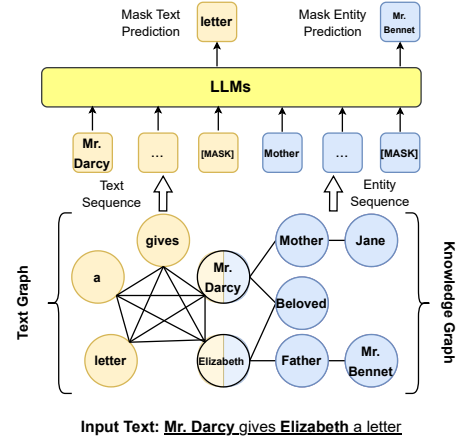 Mask Text
Prediction
letter
Mask Entity
Prediction
Mr.
Bennet
LLMs
Mr.
Darcy
...
[MASK]
Mother
...
[MASK]
Text
Sequence
Entity
Sequence
Text Graph
gives
a
letter
Mr.
Darcy
Elizabeth
Mother
Jane
Beloved
Father
Mr.
Bennet
Knowledge Graph
Input Text: Mr. Darcy gives Elizabeth a letter